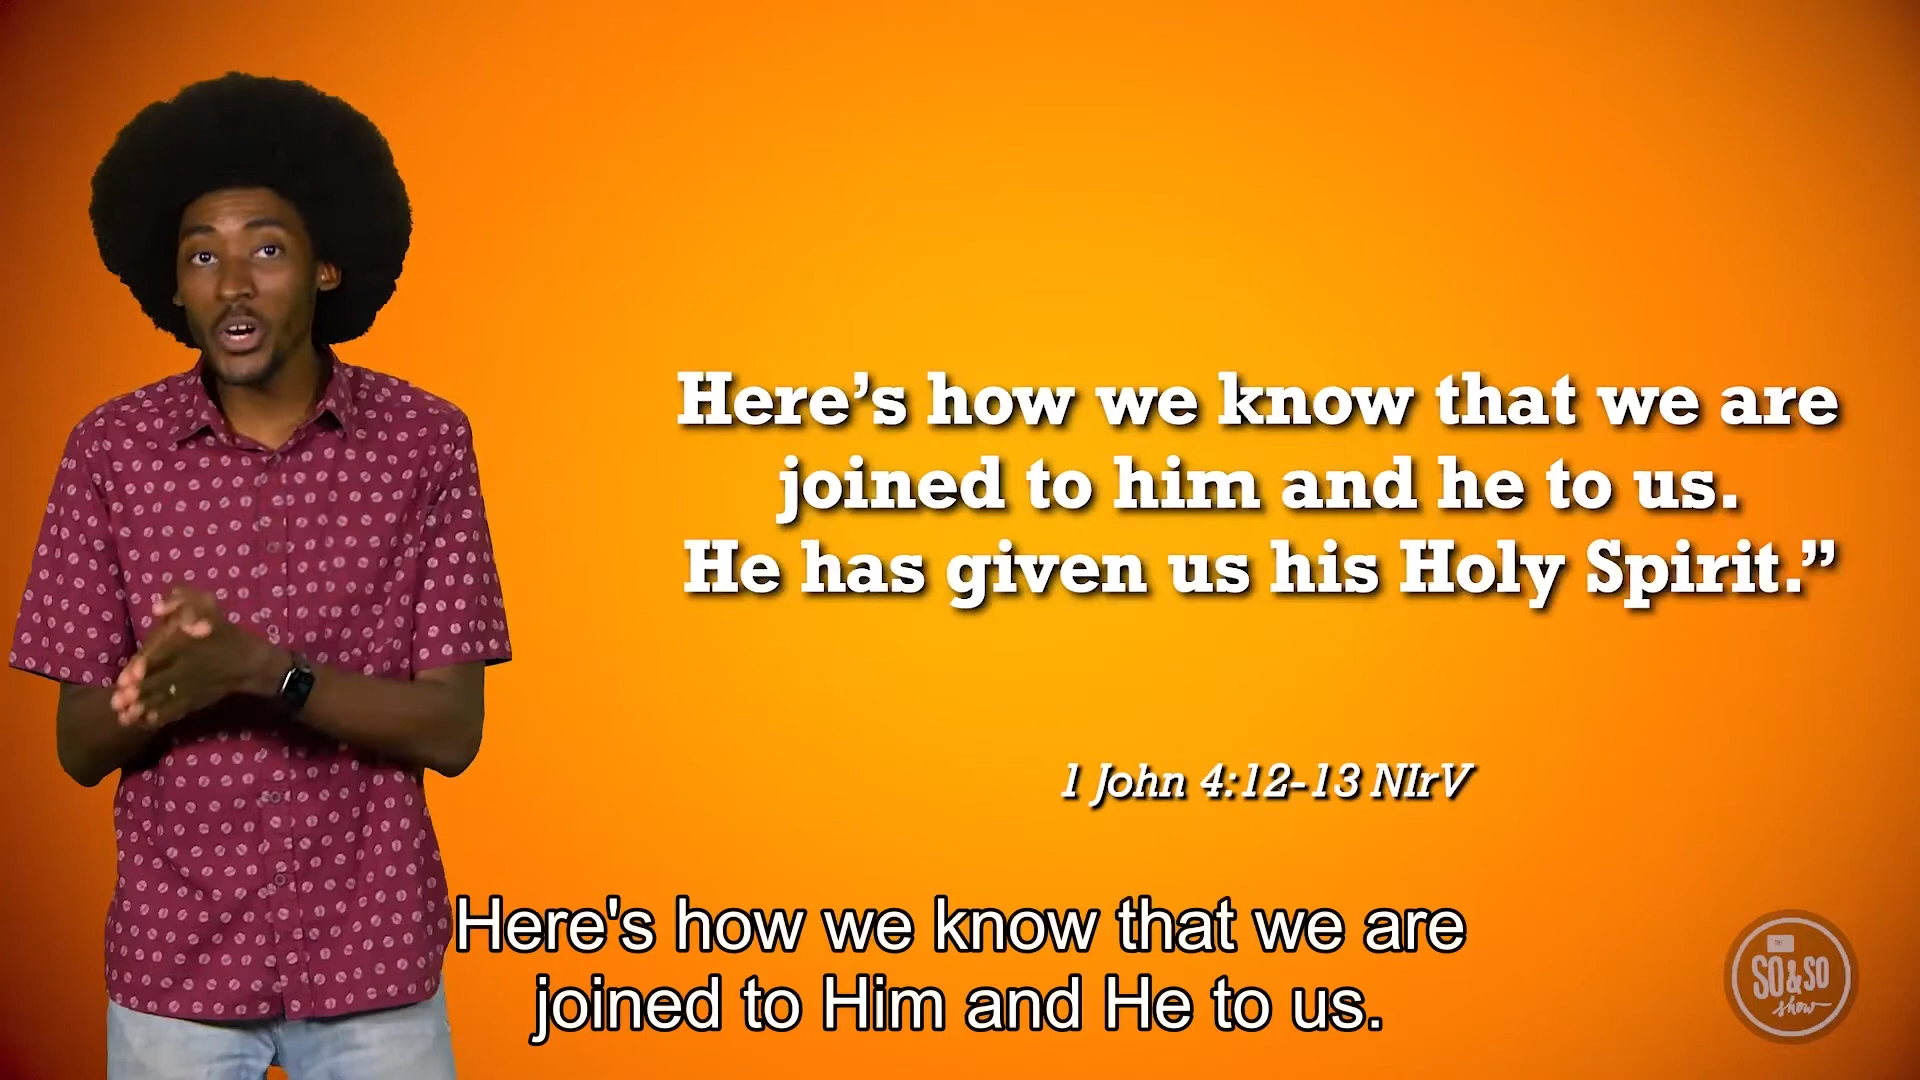 Here’s how we know that we are
joined to him and he to us.
He has given us his Holy Spirit.”
1 John 4:12-13 NIrV
Here's how we know that we are
joined to Him and He to us.
SO & SO
show